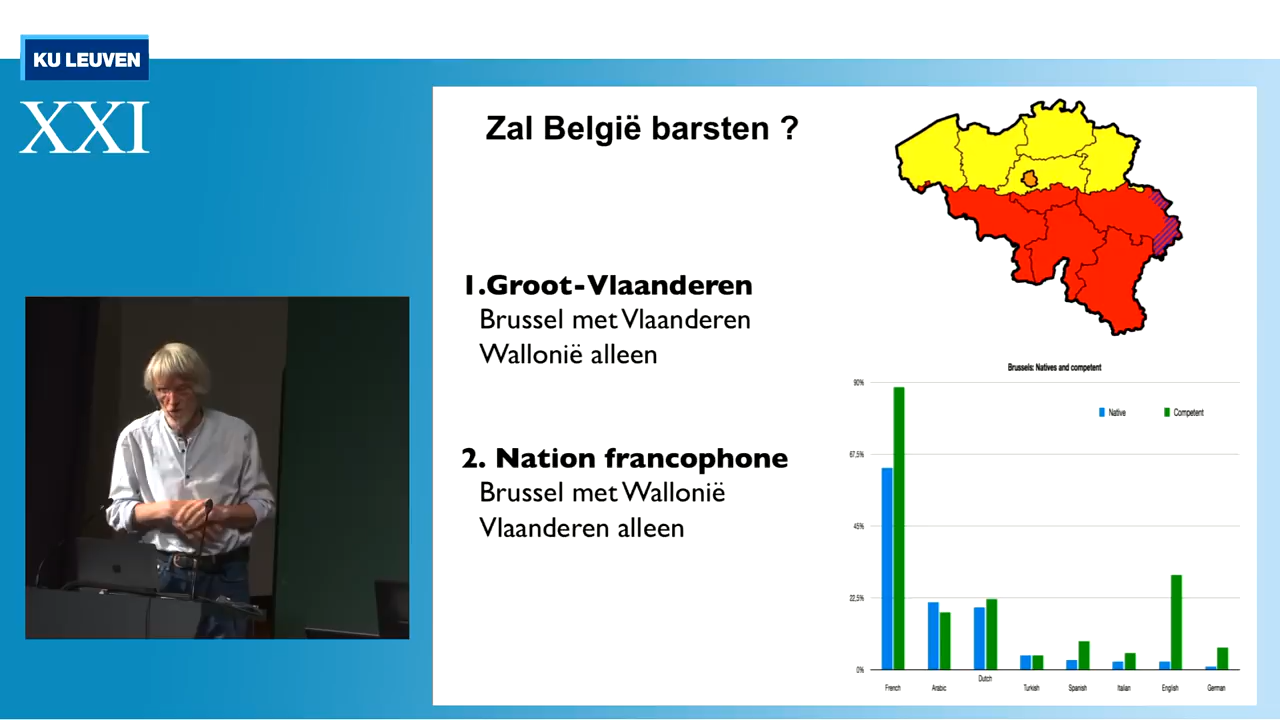 KU LEUVEN
XXI
Zal België barsten ?
1.Groot-Vlaanderen
Brussel met Vlaanderen
Wallonië alleen
2. Nation francophone
Brussel met Wallonië
Vlaanderen alleen
Brussels: Natives and competent
90%
Native
Competent
67,5%
45%
22,5%
0%
French
Arabic
Dutch
Turkish
Spanish
Italian
English
German